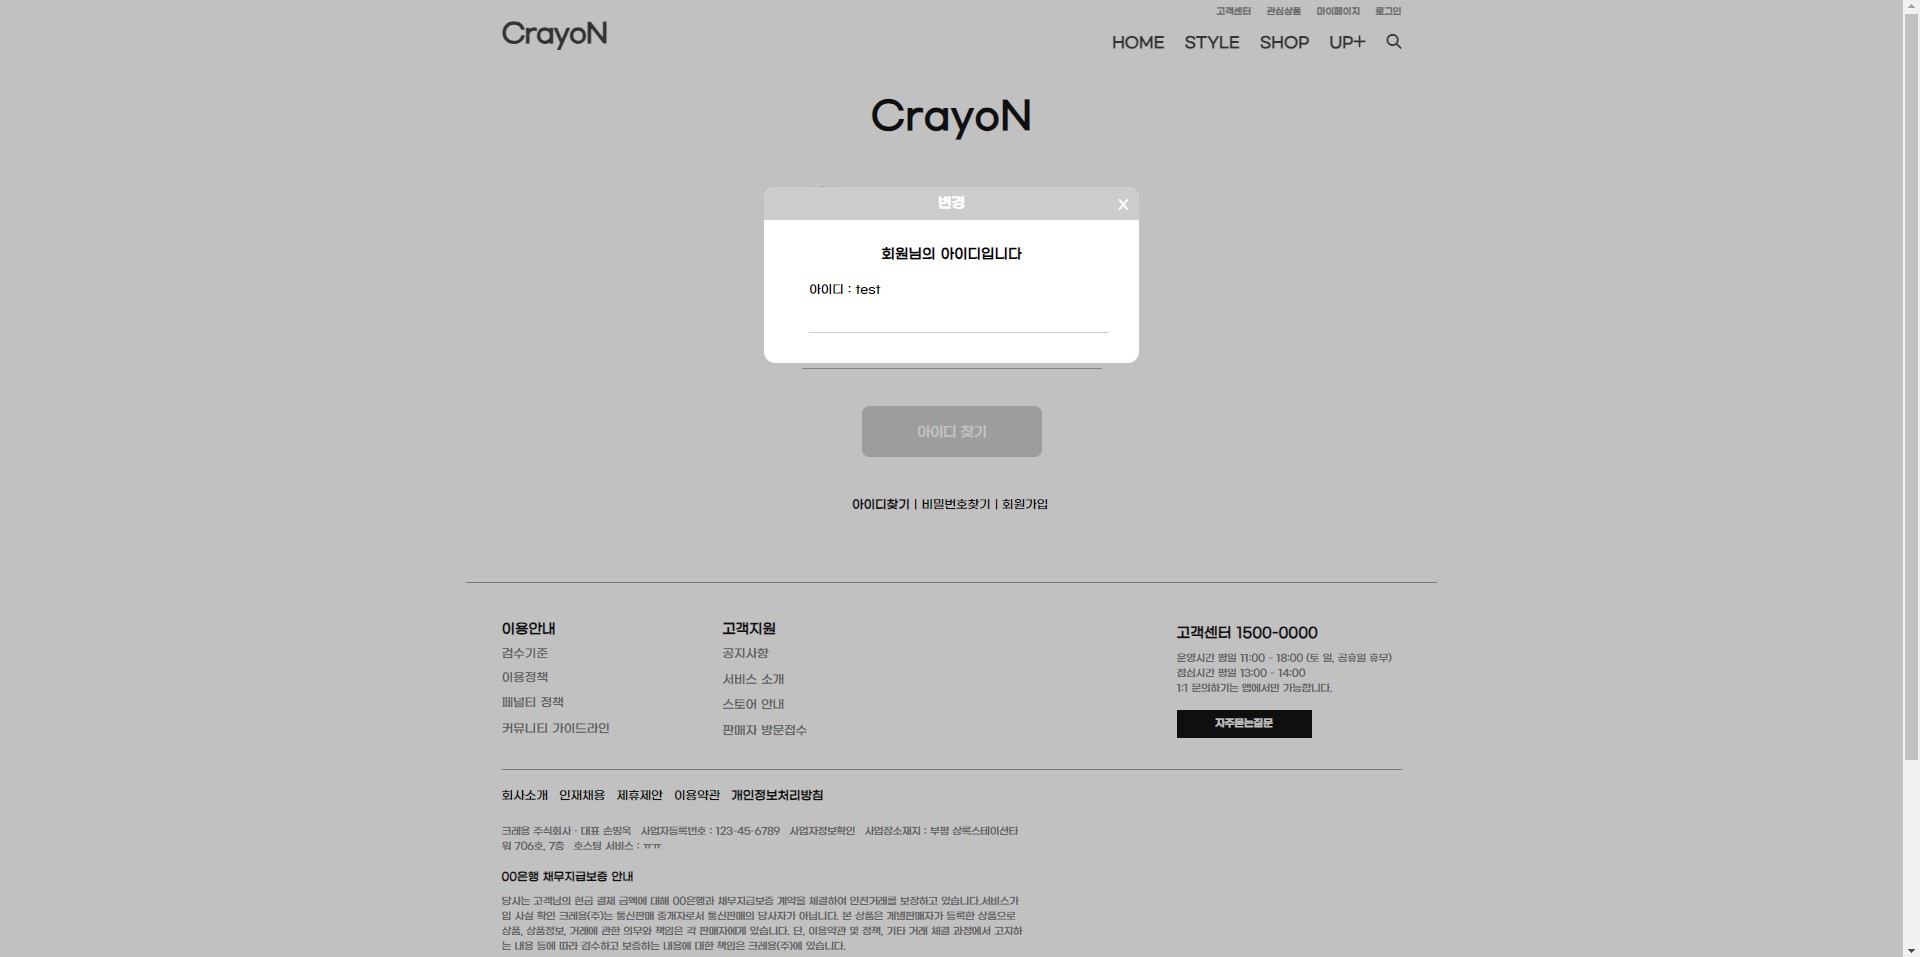 고객센터 관심상품 마이페이지 로그인
CrayoN
HOME STYLE SHOP UP+
CrayoN
변경
X
회원님의 아이디입니다
아이디 : test
아이디 찾기
아이디찾기 | 비밀번호찾기 | 회원가입
이용안내
검수기준
이용정책
페널티 정책
커뮤니티 가이드라인
고객지원
공지사항
서비스 소개
스토어 안내
판매자 방문접수
고객센터 1500-0000
운영시간 평일 11:00 - 18:00 (토 일, 공휴일 휴무)
점심시간 평일 13:00 - 14:00
1:1 문의하기는 앱에서만 가능합니다.
자주묻는질문
회사소개 인재채용 제휴제안 이용약관 개인정보처리방침
크레용 주식회사 · 대표 손띵욱 사업자등록번호 : 123-45-6789 사업자정보확인 사업장소재지 : 부평 상록스테이션타
워 706호, 7층 호스팅 서비스 : ㅠㅠ
00은행 채무지급보증 안내
당사는 고객님의 현금 결제 금액에 대해 00은행과 채무지급보증 계약을 체결하여 안전거래를 보장하고 있습니다.서비스가
입 사실 확인 크레용(주)는 통신판매 중개자로서 통신판매의 당사자가 아닙니다. 본 상품은 개별판매자가 등록한 상품으로
상품, 상품정보, 거래에 관한 의무와 책임은 각 판매자에게 있습니다. 단, 이용약관 및 정책, 기타 거래 체결 과정에서 고지하
는 내용 등에 따라 검수하고 보증하는 내용에 대한 책임은 크레용(주)에 있습니다.